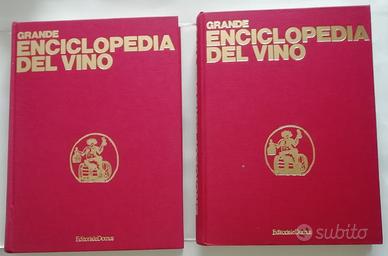 GRANDE
ENCICLOPEDIA
DEL VINO
EditorialeDomus
GRANDE
ENCICLOPEDIA
DEL VINO
EditorialeDomus
subito